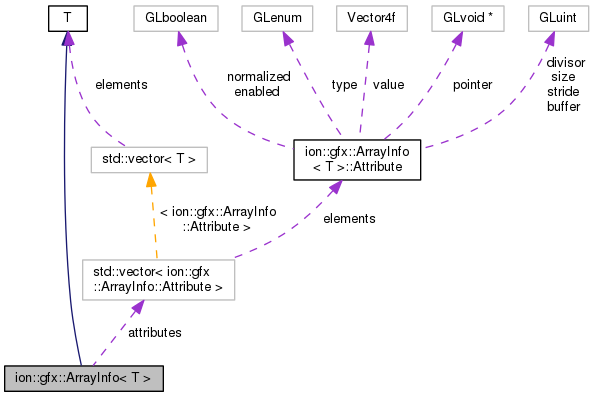 T
GLboolean
GLenum
Vector4f
GLvoid *
GLuint
elements
normalized
enabled
type
value
pointer
divisor
size
stride
buffer
std::vector< T >
ion::gfx::ArrayInfo
< T >::Attribute
< ion::gfx::ArrayInfo
::Attribute >
elements
std::vector< ion::gfx
::ArrayInfo::Attribute >
attributes
ion::gfx::ArrayInfo< T >